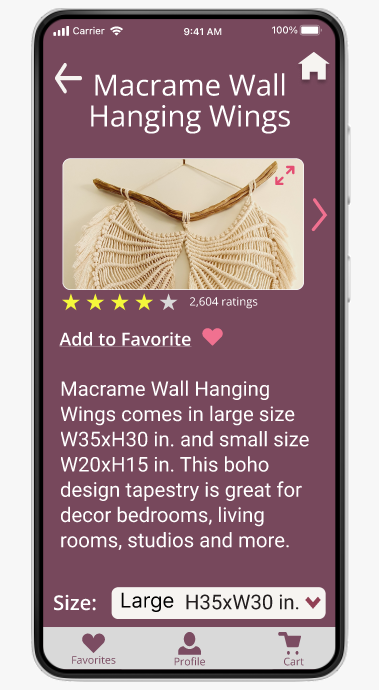 Carrier 9:41 AM 100%
Macrame Wall
Hanging Wings
2,604 ratings
Add to Favorite
Macrame Wall Hanging
Wings comes in large size
W35xH30 in. and small size
W20xH15 in. This boho
design tapestry is great for
decor bedrooms, living
rooms, studios and more.
Size: Large H35xW30 in.
Favorites Profile Cart